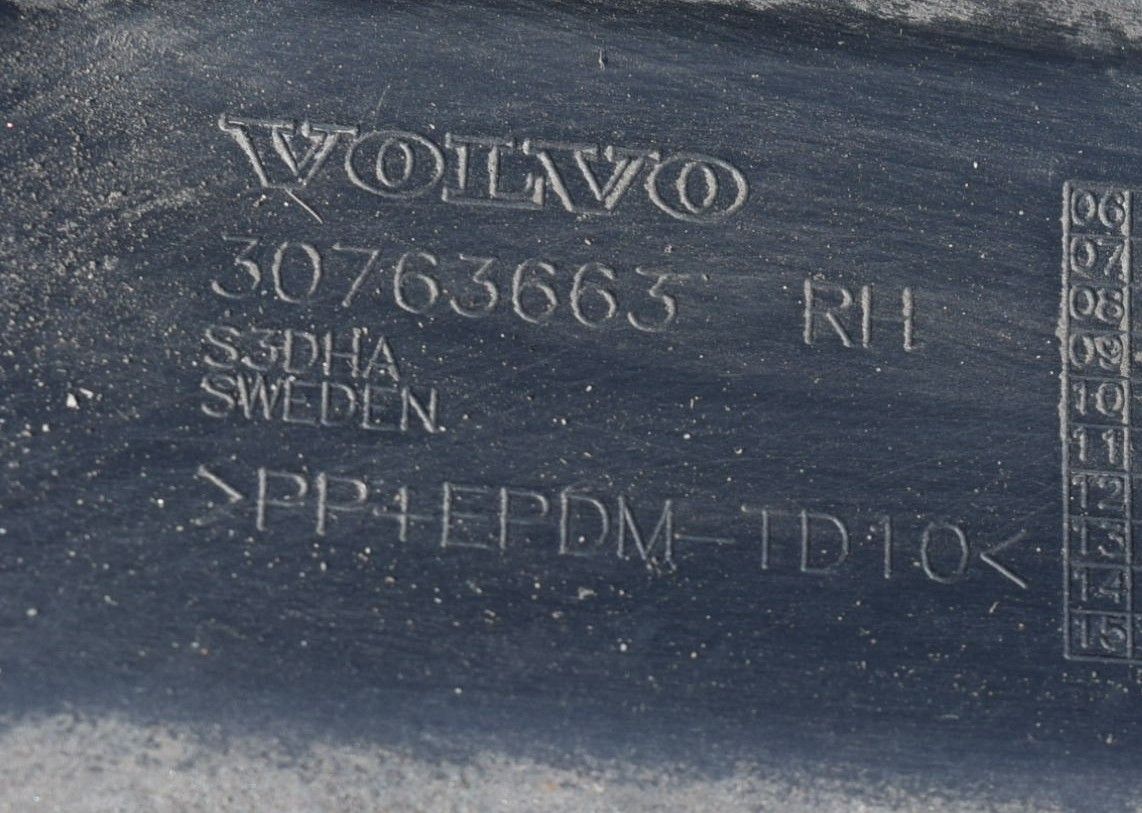 VOLVO
30763663 RH
S3DHA
SWEDEN
>PP+EPDM-TD10<
06
07
08
09
10
11
12
13
14
15